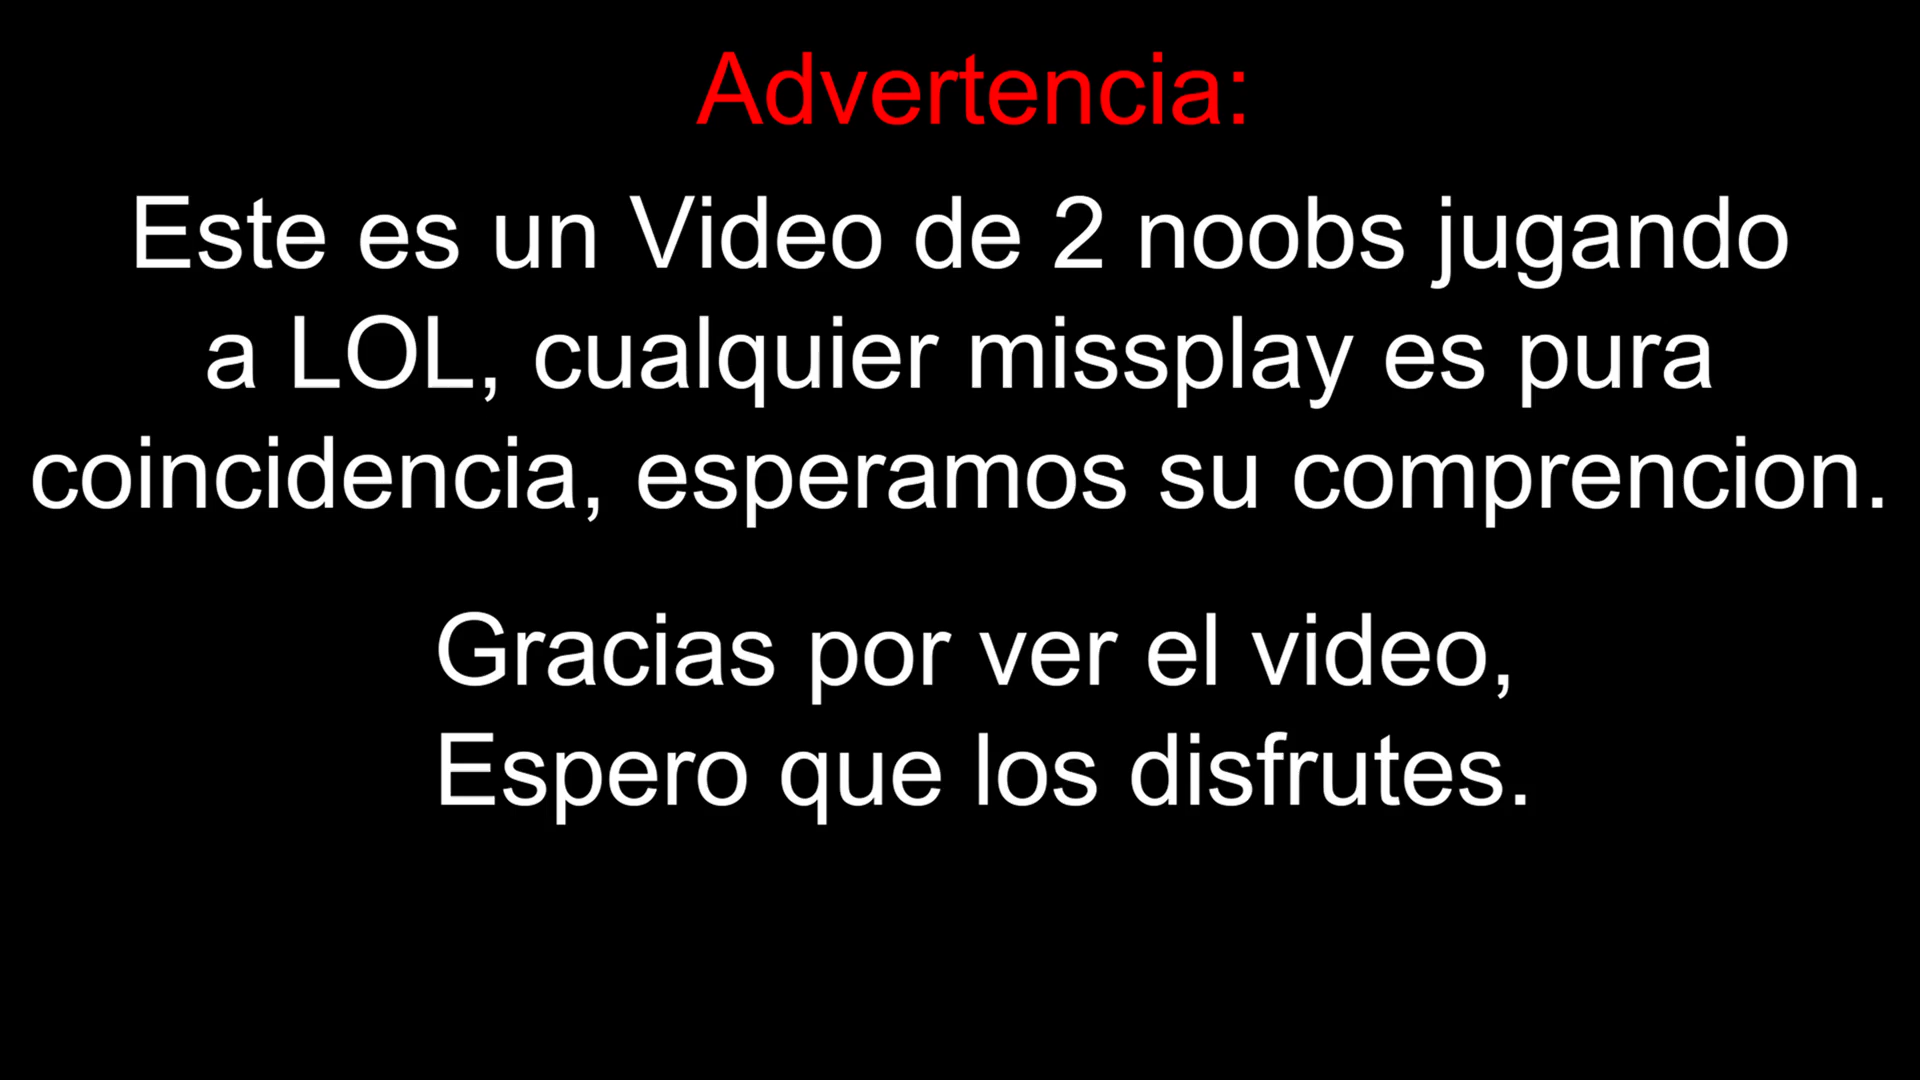 Advertencia:
Este es un Video de 2 noobs jugando
a LOL, cualquier missplay es pura
coincidencia, esperamos su comprencion.
Gracias por ver el video,
Espero que los disfrutes.